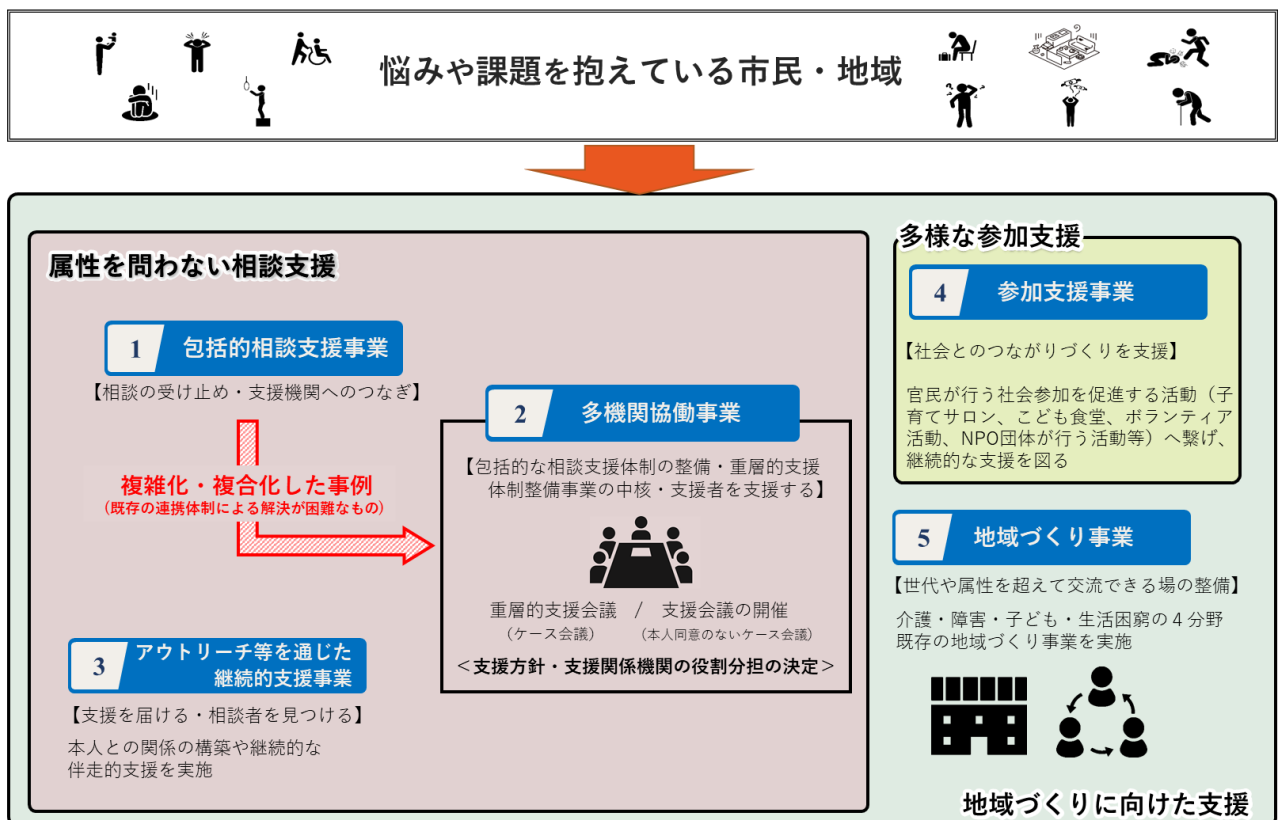 悩みや課題を抱えている市民・地域
属性を問わない相談支援
1 包括的相談支援事業
【相談の受け止め・支援機関へのつなぎ】
複雑化・複合化した事例
(既存の連携体制による解決が困難なもの)
2 多機関協働事業
【包括的な相談支援体制の整備・重層的支援
体制整備事業の中核・支援者を支援する】
重層的支援会議 / 支援会議の開催
(ケース会議) (本人同意のないケース会議)
＜支援方針・支援関係機関の役割分担の決定＞
3 アウトリーチ等を通じた
継続的支援事業
【支援を届ける・相談者を見つける】
本人との関係の構築や継続的な
伴走的支援を実施
多様な参加支援
4 参加支援事業
【社会とのつながりづくりを支援】
官民が行う社会参加を促進する活動（子
育てサロン、こども食堂、ボランティア
活動、NPO団体が行う活動等）へ繋げ、
継続的な支援を図る
5 地域づくり事業
【世代や属性を超えて交流できる場の整備】
介護・障害・子ども・生活困窮の４分野
既存の地域づくり事業を実施
地域づくりに向けた支援